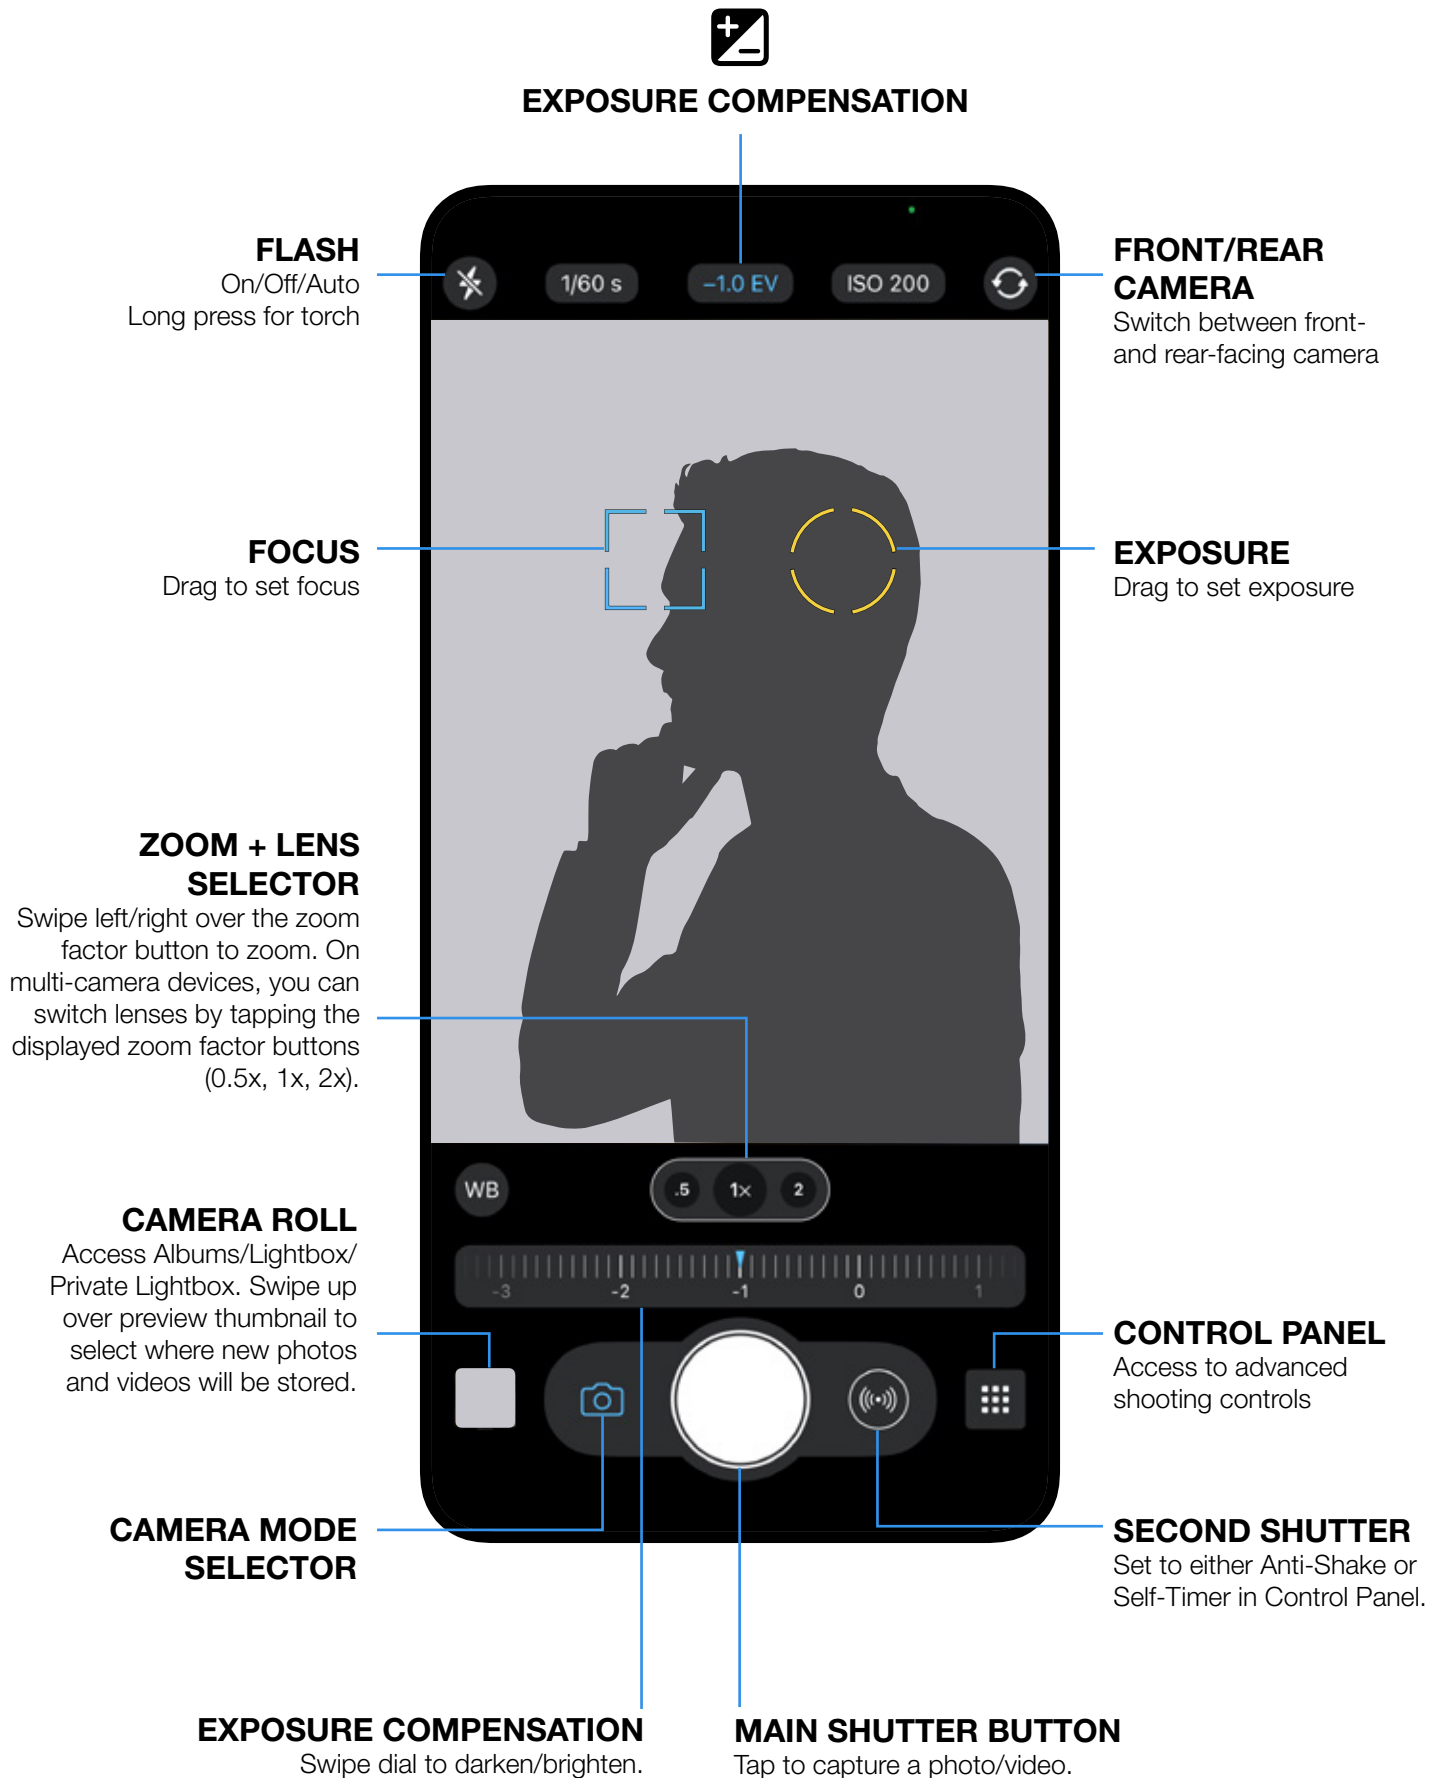 EXPOSURE COMPENSATION
FLASH
On/Off/Auto
Long press for torch
1/60 s
−1.0 EV
ISO 200
FRONT/REAR
CAMERA
Switch between front-
and rear-facing camera
FOCUS
Drag to set focus
EXPOSURE
Drag to set exposure
ZOOM + LENS
SELECTOR
Swipe left/right over the zoom
factor button to zoom. On
multi-camera devices, you can
switch lenses by tapping the
displayed zoom factor buttons
(0.5x, 1x, 2x).
WB
.5 1× 2
CAMERA ROLL
Access Albums/Lightbox/
Private Lightbox. Swipe up
over preview thumbnail to
select where new photos
and videos will be stored.
-3 -2 -1 0 1
CONTROL PANEL
Access to advanced
shooting controls
CAMERA MODE
SELECTOR
SECOND SHUTTER
Set to either Anti-Shake or
Self-Timer in Control Panel.
EXPOSURE COMPENSATION
Swipe dial to darken/brighten.
MAIN SHUTTER BUTTON
Tap to capture a photo/video.